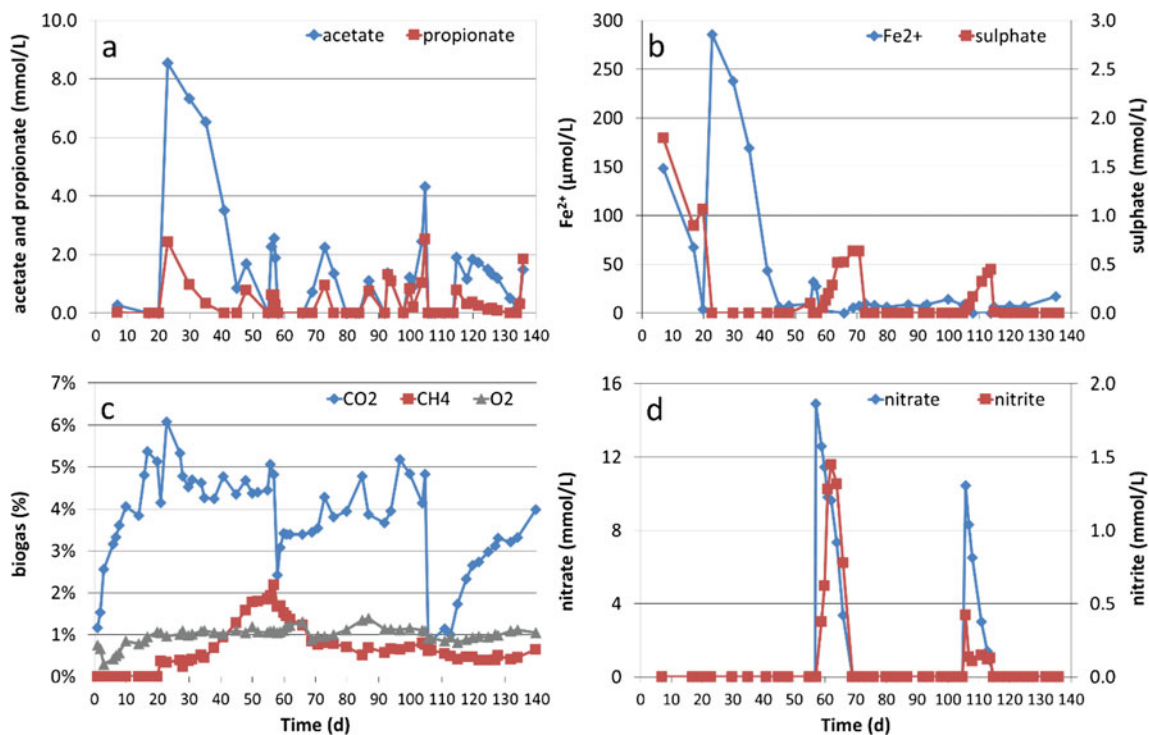 a
acetate propionate
acetate and propionate (mmol/L)
10.0
8.0
6.0
4.0
2.0
0.0
0 10 20 30 40 50 60 70 80 90 100 110 120 130 140
b
Fe2+ sulphate
Fe²⁺ (µmol/L)
300
250
200
150
100
50
0
sulphate (mmol/L)
3.0
2.5
2.0
1.5
1.0
0.5
0.0
0 10 20 30 40 50 60 70 80 90 100 110 120 130 140
c
CO2 CH4 O2
biogas (%)
7%
6%
5%
4%
3%
2%
1%
0%
0 10 20 30 40 50 60 70 80 90 100 110 120 130 140
Time (d)
d
nitrate nitrite
nitrate (mmol/L)
16
12
8
4
0
nitrite (mmol/L)
2.0
1.5
1.0
0.5
0.0
0 10 20 30 40 50 60 70 80 90 100 110 120 130 140
Time (d)